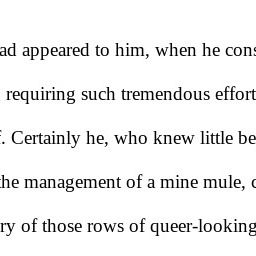 ad appeared to him, when he cons
requiring such tremendous effort
. Certainly he, who knew little be
the management of a mine mule, c
ry of those rows of queer-looking